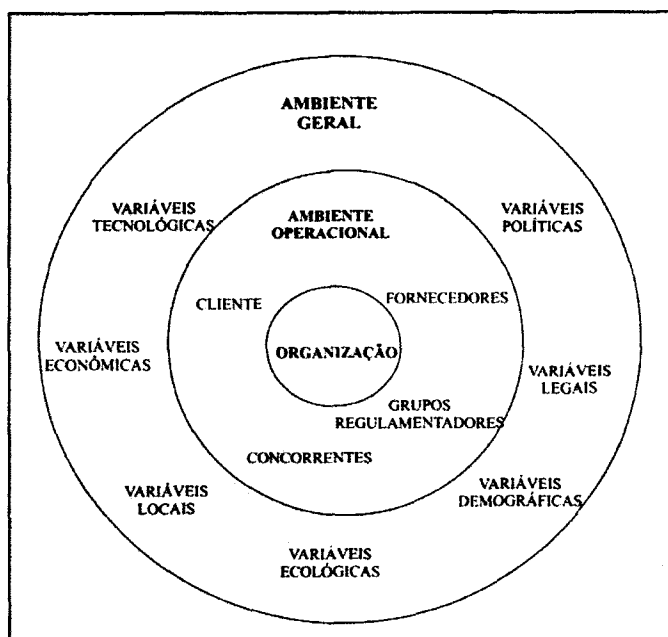 AMBIENTE
GERAL
VARIÁVEIS
TECNOLÓGICAS
AMBIENTE
OPERACIONAL
VARIÁVEIS
POLÍTICAS
CLIENTE
FORNECEDORES
ORGANIZAÇÃO
VARIÁVEIS
ECONÔMICAS
VARIÁVEIS
LEGAIS
GRUPOS
REGULAMENTADORES
CONCORRENTES
VARIÁVEIS
LOCAIS
VARIÁVEIS
DEMOGRÁFICAS
VARIÁVEIS
ECOLÓGICAS